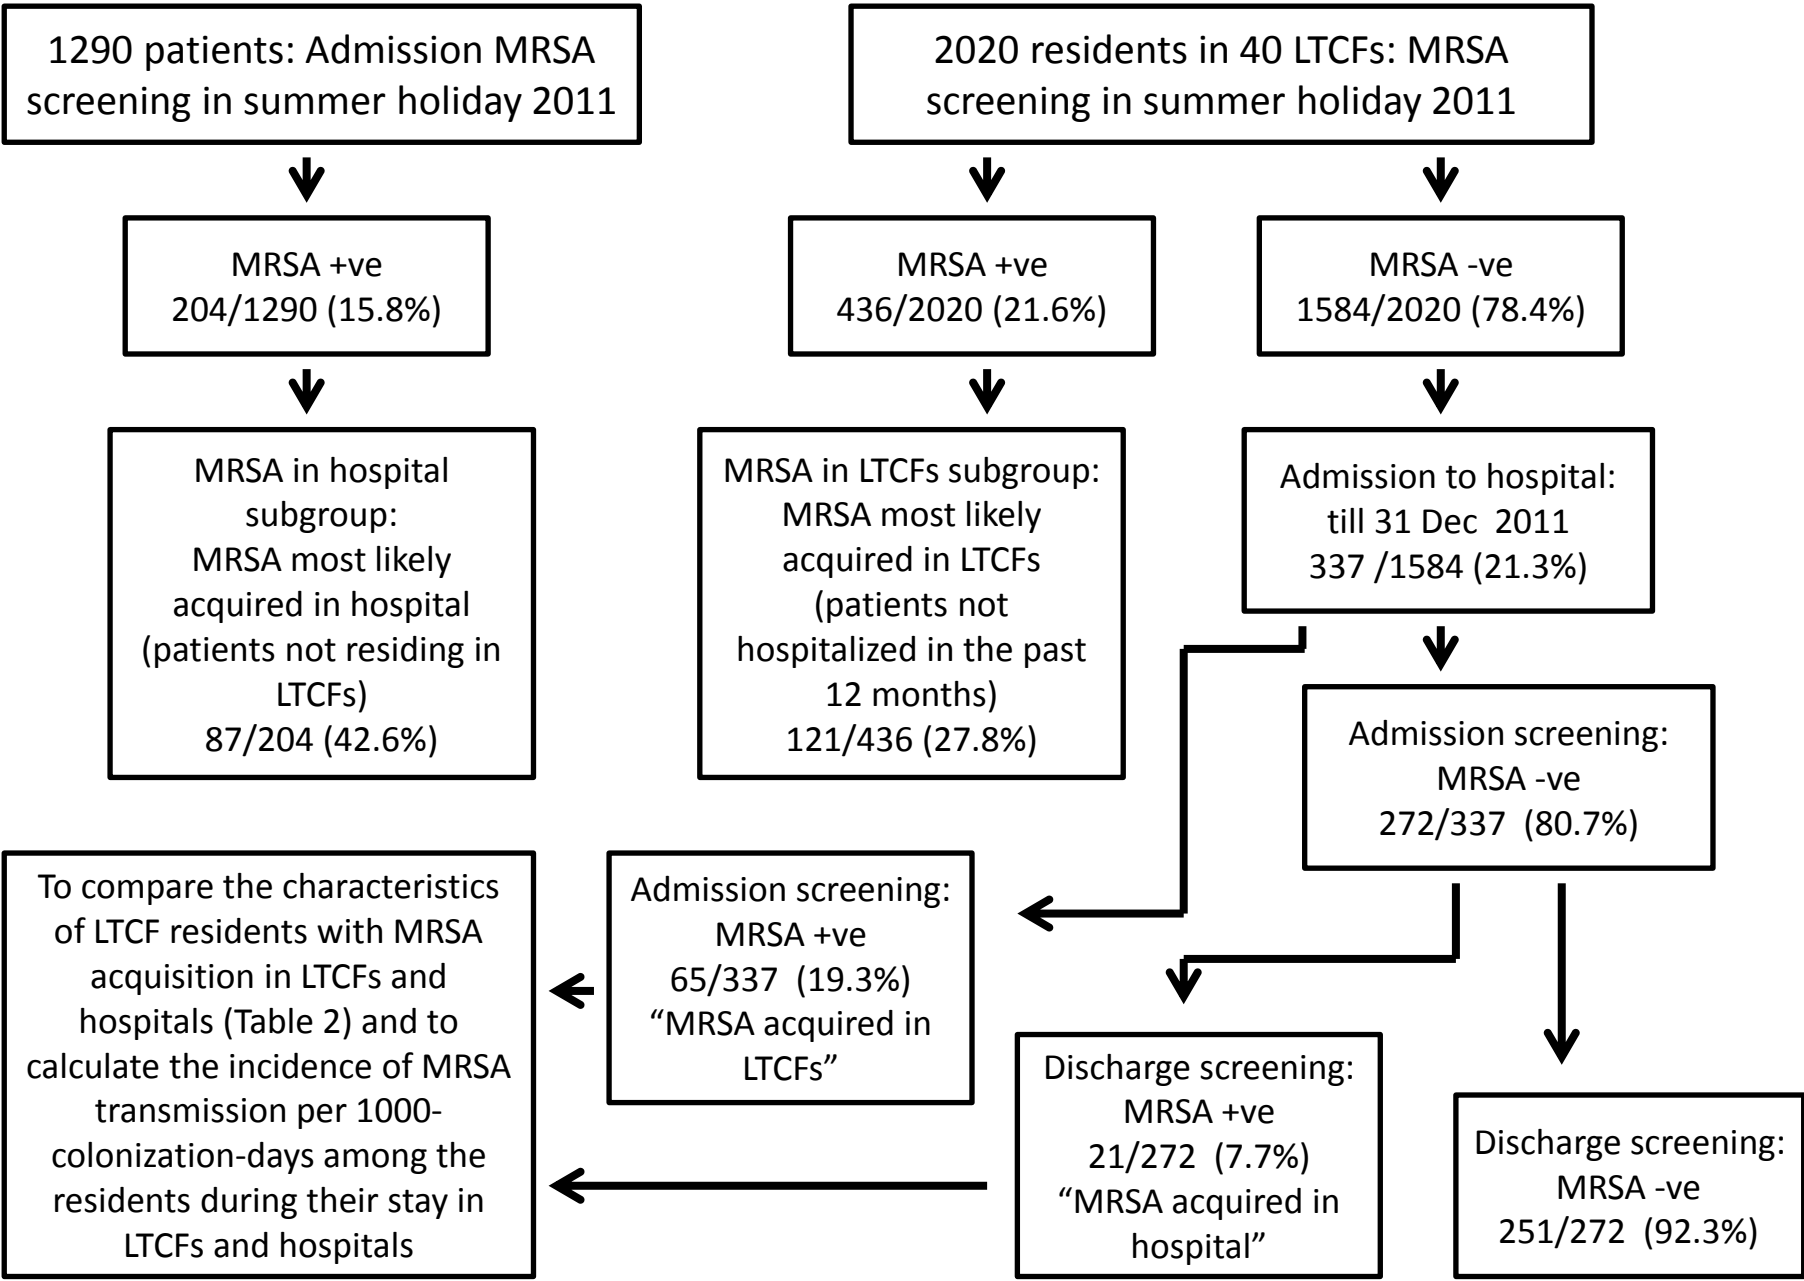 1290 patients: Admission MRSA
screening in summer holiday 2011
2020 residents in 40 LTCFs: MRSA
screening in summer holiday 2011
MRSA +ve
204/1290 (15.8%)
MRSA +ve
436/2020 (21.6%)
MRSA -ve
1584/2020 (78.4%)
MRSA in hospital
subgroup:
MRSA most likely
acquired in hospital
(patients not residing in
LTCFs)
87/204 (42.6%)
MRSA in LTCFs subgroup:
MRSA most likely
acquired in LTCFs
(patients not
hospitalized in the past
12 months)
121/436 (27.8%)
Admission to hospital:
till 31 Dec 2011
337 /1584 (21.3%)
Admission screening:
MRSA -ve
272/337 (80.7%)
To compare the characteristics
of LTCF residents with MRSA
acquisition in LTCFs and
hospitals (Table 2) and to
calculate the incidence of MRSA
transmission per 1000-
colonization-days among the
residents during their stay in
LTCFs and hospitals
Admission screening:
MRSA +ve
65/337 (19.3%)
“MRSA acquired in
LTCFs”
Discharge screening:
MRSA +ve
21/272 (7.7%)
“MRSA acquired in
hospital”
Discharge screening:
MRSA -ve
251/272 (92.3%)